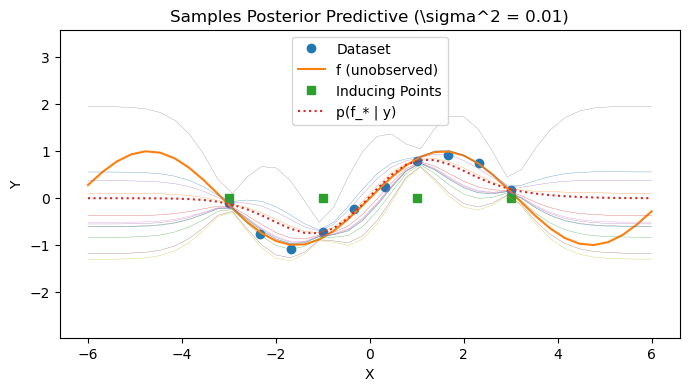 Samples Posterior Predictive (\sigma^2 = 0.01)
Dataset
f (unobserved)
Inducing Points
p(f_* | y)
3
2
1
0
−1
−2
Y
−6 −4 −2 0 2 4 6
X